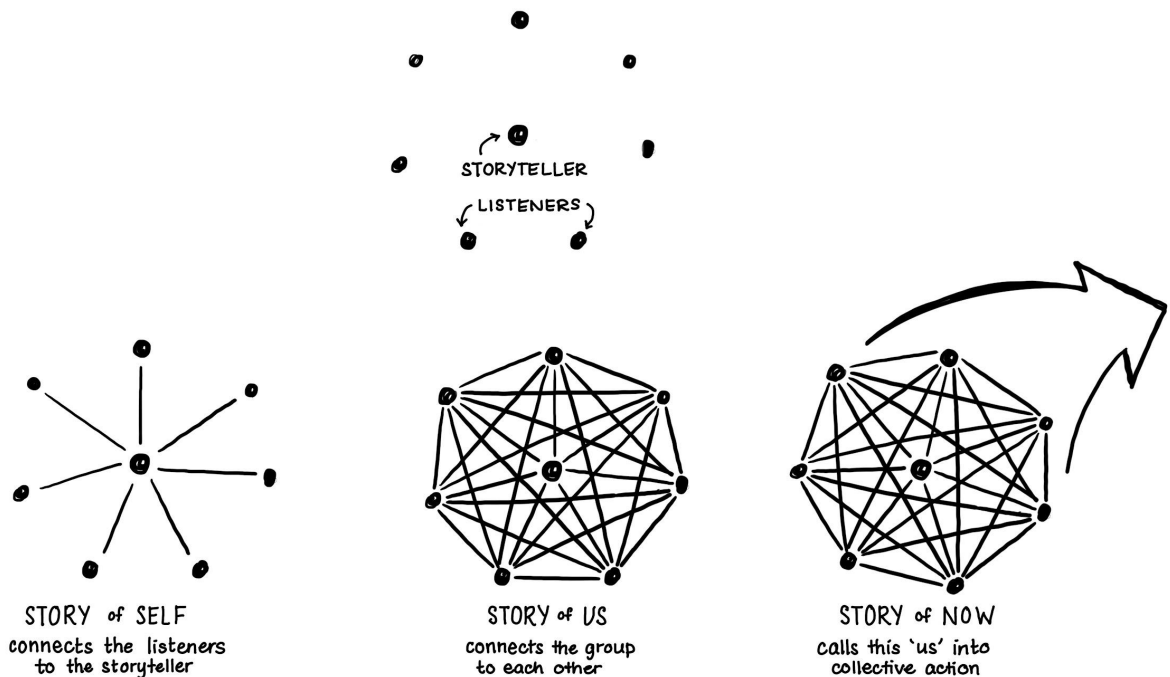 STORYTELLER
LISTENERS
STORY of SELF
connects the listeners
to the storyteller
STORY of US
connects the group
to each other
STORY of NOW
calls this 'us' into
collective action